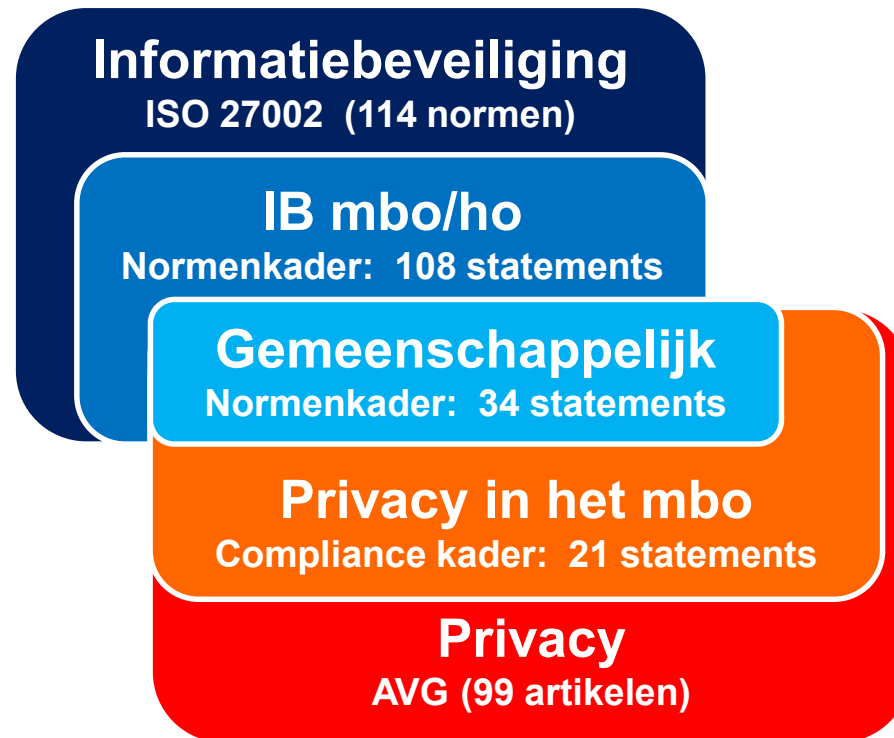 Informatiebeveiliging
ISO 27002 (114 normen)
IB mbo/ho
Normenkader: 108 statements
Gemeenschappelijk
Normenkader: 34 statements
Privacy in het mbo
Compliance kader: 21 statements
Privacy
AVG (99 artikelen)